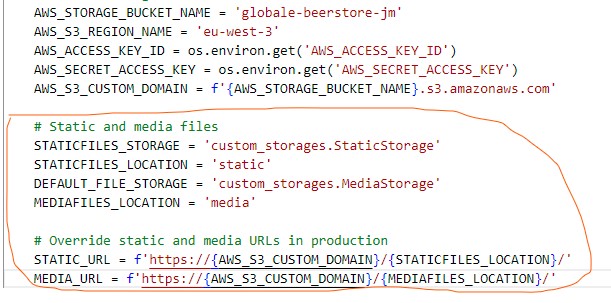 AWS_STORAGE_BUCKET_NAME = 'globale-beerstore-jm'
AWS_S3_REGION_NAME = 'eu-west-3'
AWS_ACCESS_KEY_ID = os.environ.get('AWS_ACCESS_KEY_ID')
AWS_SECRET_ACCESS_KEY = os.environ.get('AWS_SECRET_ACCESS_KEY')
AWS_S3_CUSTOM_DOMAIN = f'{AWS_STORAGE_BUCKET_NAME}.s3.amazonaws.com'
# Static and media files
STATICFILES_STORAGE = 'custom_storages.StaticStorage'
STATICFILES_LOCATION = 'static'
DEFAULT_FILE_STORAGE = 'custom_storages.MediaStorage'
MEDIAFILES_LOCATION = 'media'
# Override static and media URLs in production
STATIC_URL = f'https://{AWS_S3_CUSTOM_DOMAIN}/{STATICFILES_LOCATION}/'
MEDIA_URL = f'https://{AWS_S3_CUSTOM_DOMAIN}/{MEDIAFILES_LOCATION}/'